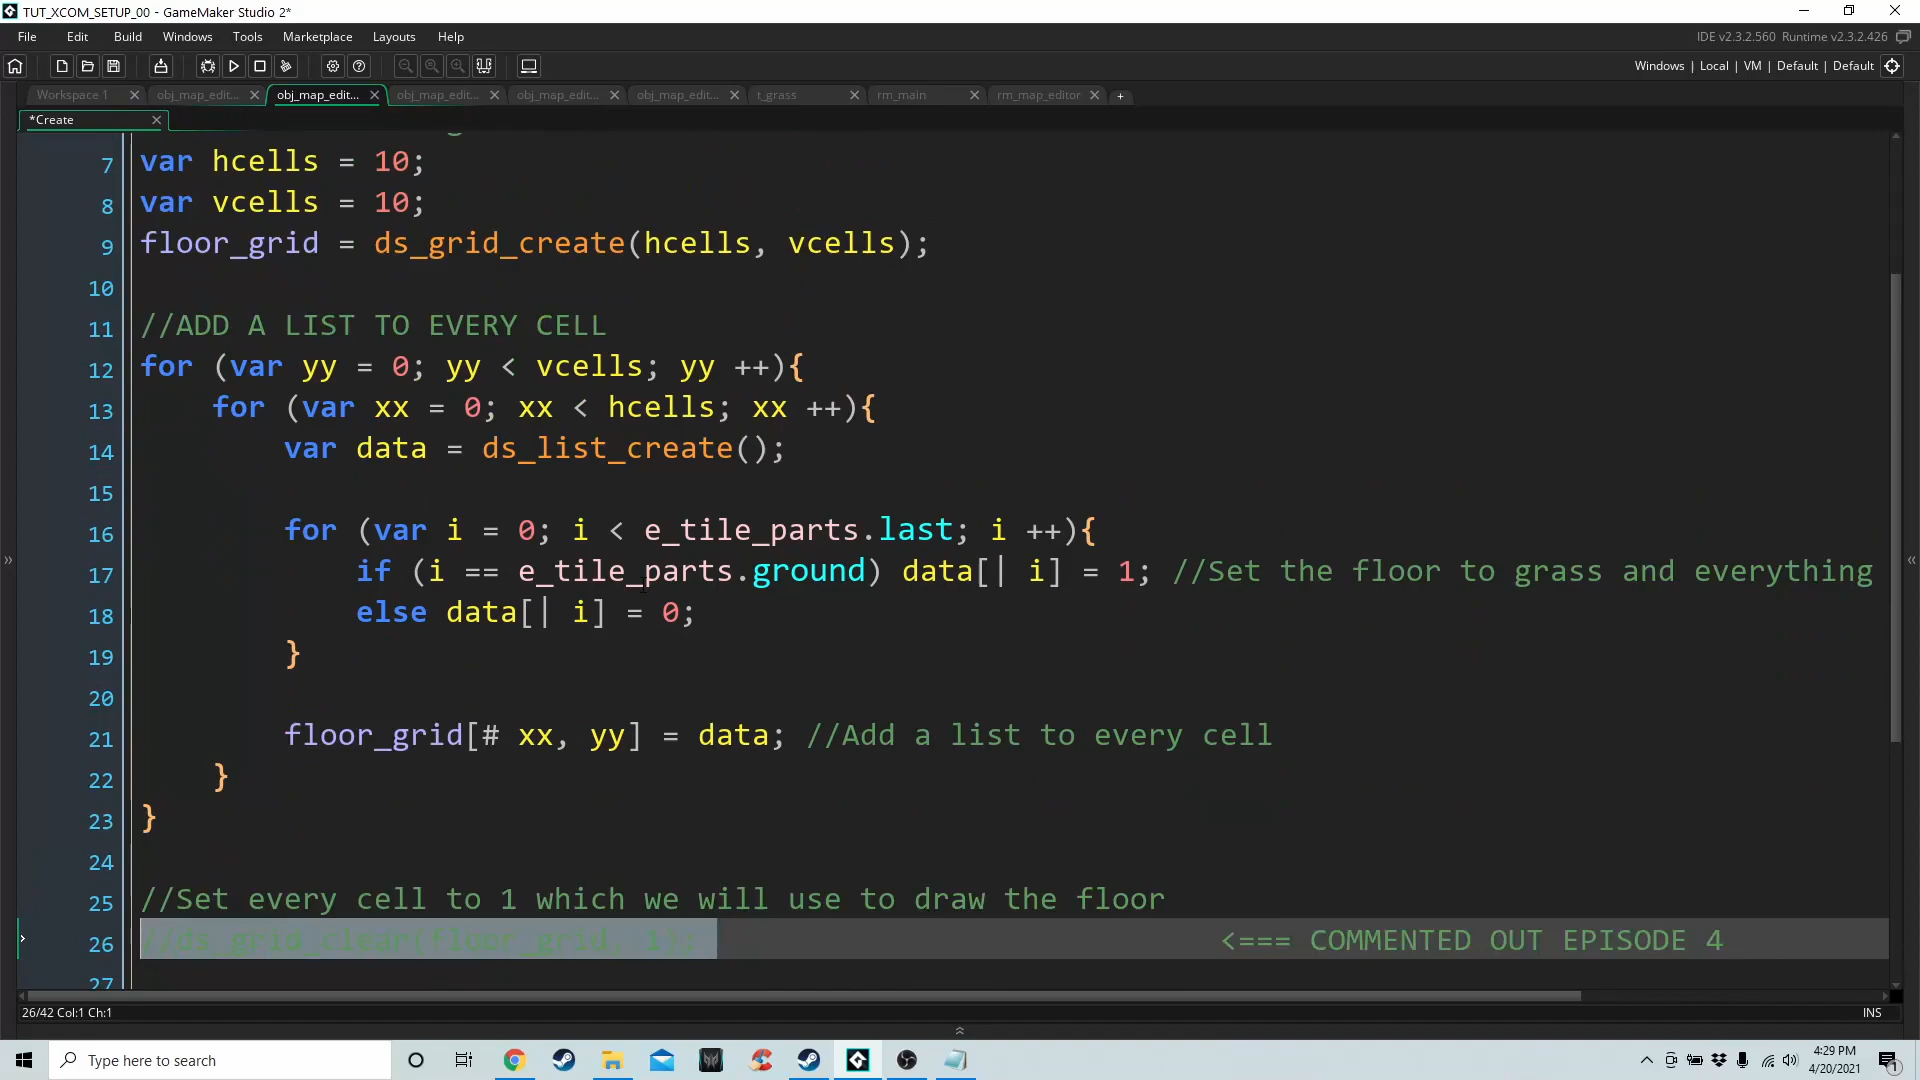 TUT_XCOM_SETUP_00 - GameMaker Studio 2*
File Edit Build Windows Tools Marketplace Layouts Help
IDE v2.3.2.560 Runtime v2.3.2.426
Windows | Local | VM | Default | Default
Workspace 1 obj_map_edit... obj_map_edit... obj_map_edit... obj_map_edit... obj_map_edit... t_grass rm_main rm_map_editor +
*Create
7 var hcells = 10;
8 var vcells = 10;
9 floor_grid = ds_grid_create(hcells, vcells);
10
11 //ADD A LIST TO EVERY CELL
12 for (var yy = 0; yy < vcells; yy ++){
13 for (var xx = 0; xx < hcells; xx ++){
14 var data = ds_list_create();
15
16 for (var i = 0; i < e_tile_parts.last; i ++){
17 if (i == e_tile_parts.ground) data[| i] = 1; //Set the floor to grass and everything
18 else data[| i] = 0;
19 }
20
21 floor_grid[# xx, yy] = data; //Add a list to every cell
22 }
23 }
24
25 //Set every cell to 1 which we will use to draw the floor
26 //ds_grid_clear(floor_grid, 1); <=== COMMENTED OUT EPISODE 4
27
26/42 Col:1 Ch:1 INS
Type here to search
4:29 PM
4/20/2021
1